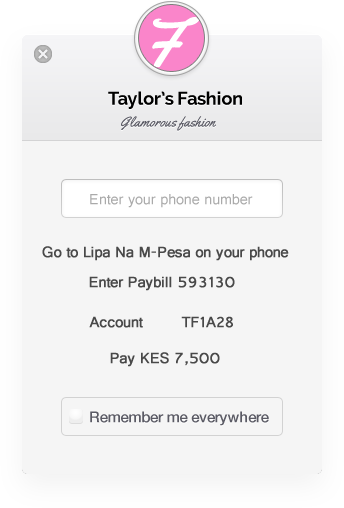 F
Taylor's Fashion
Glamorous fashion
Enter your phone number
Go to Lipa Na M-Pesa on your phone
Enter Paybill 593130
Account TF1A28
Pay KES 7,500
Remember me everywhere